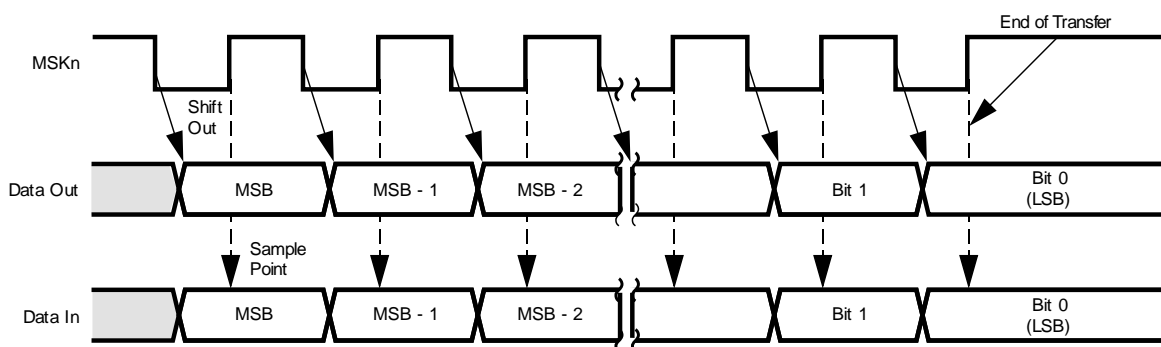 End of Transfer
MSKn
Shift
Out
Data Out
MSB
MSB - 1
MSB - 2
Bit 1
Bit 0
(LSB)
Sample
Point
Data In
MSB
MSB - 1
MSB - 2
Bit 1
Bit 0
(LSB)